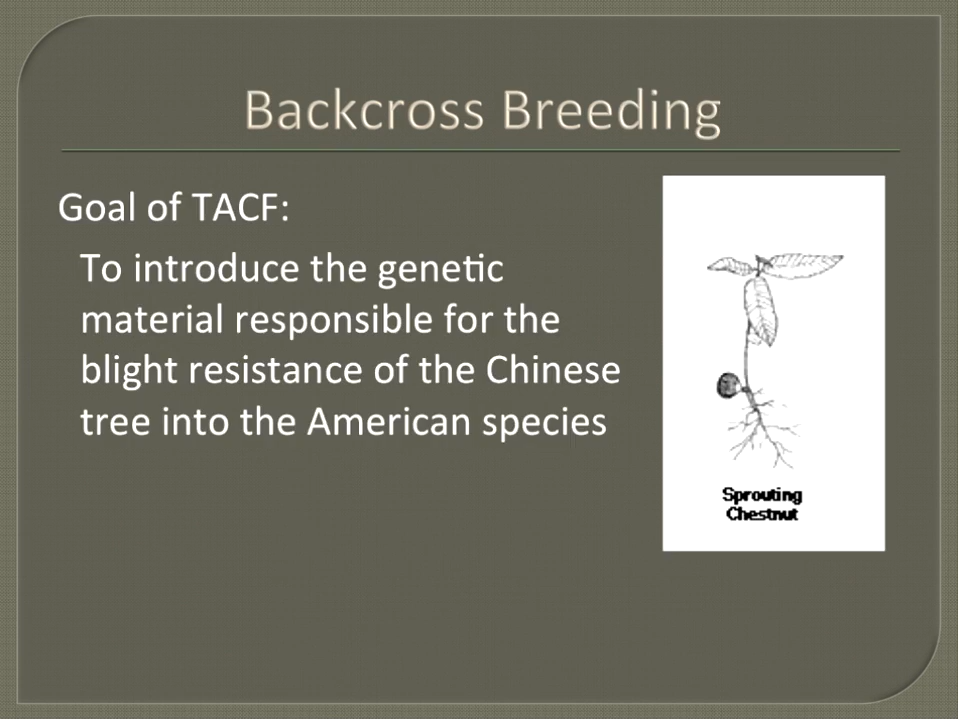 Backcross Breeding
Goal of TACF:
To introduce the genetic
material responsible for the
blight resistance of the Chinese
tree into the American species
Sprouting
Chestnut